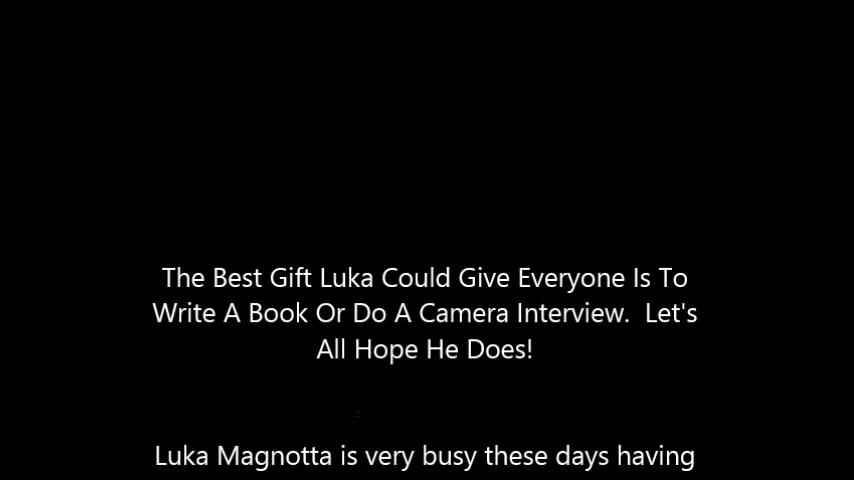 The Best Gift Luka Could Give Everyone Is To
Write A Book Or Do A Camera Interview.  Let's
All Hope He Does!
Luka Magnotta is very busy these days having